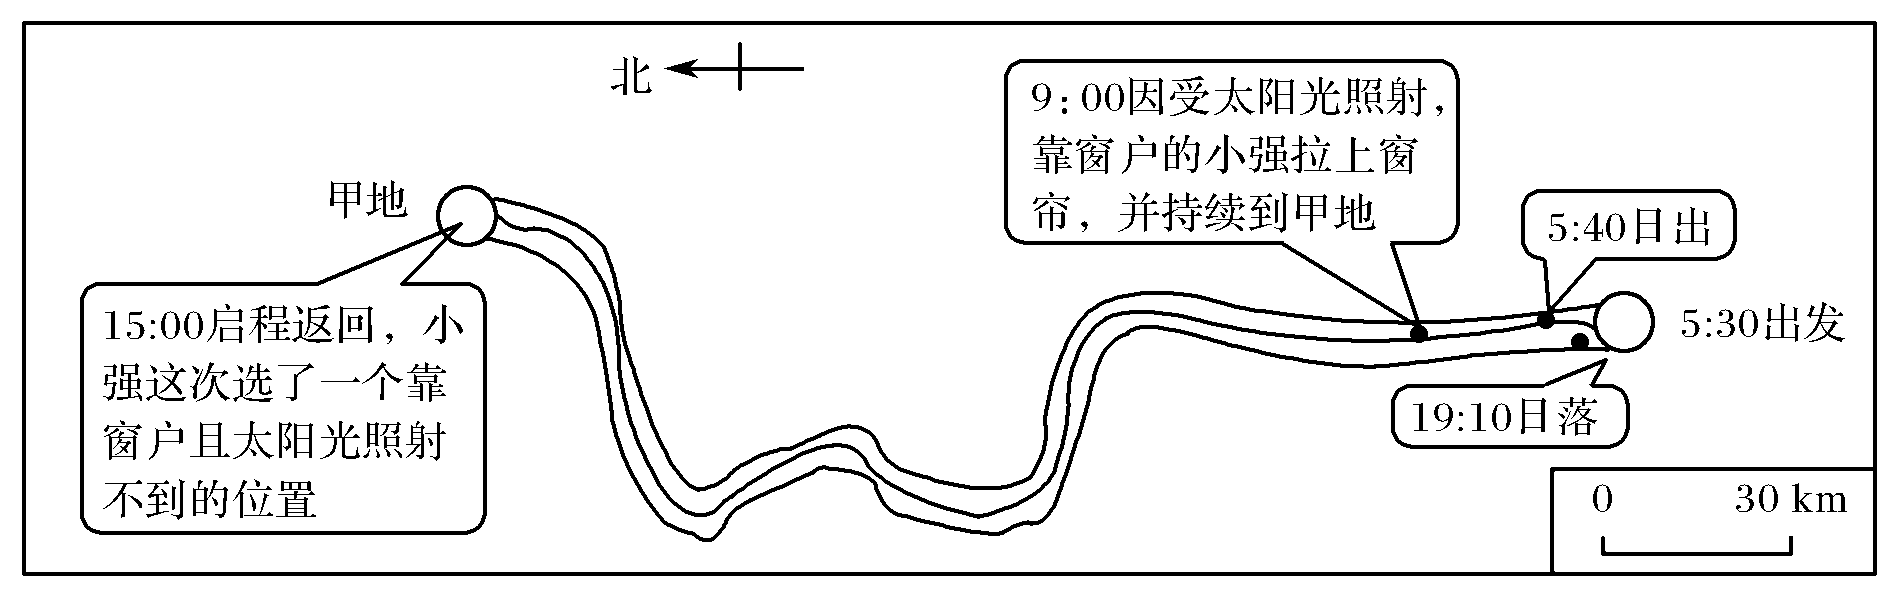 北
9:00因受太阳光照射，
靠窗户的小强拉上窗
帘，并持续到甲地
甲地
5:40日出
15:00启程返回，小
强这次选了一个靠
窗户且太阳光照射
不到的位置
5:30出发
19:10日落
0 30 km